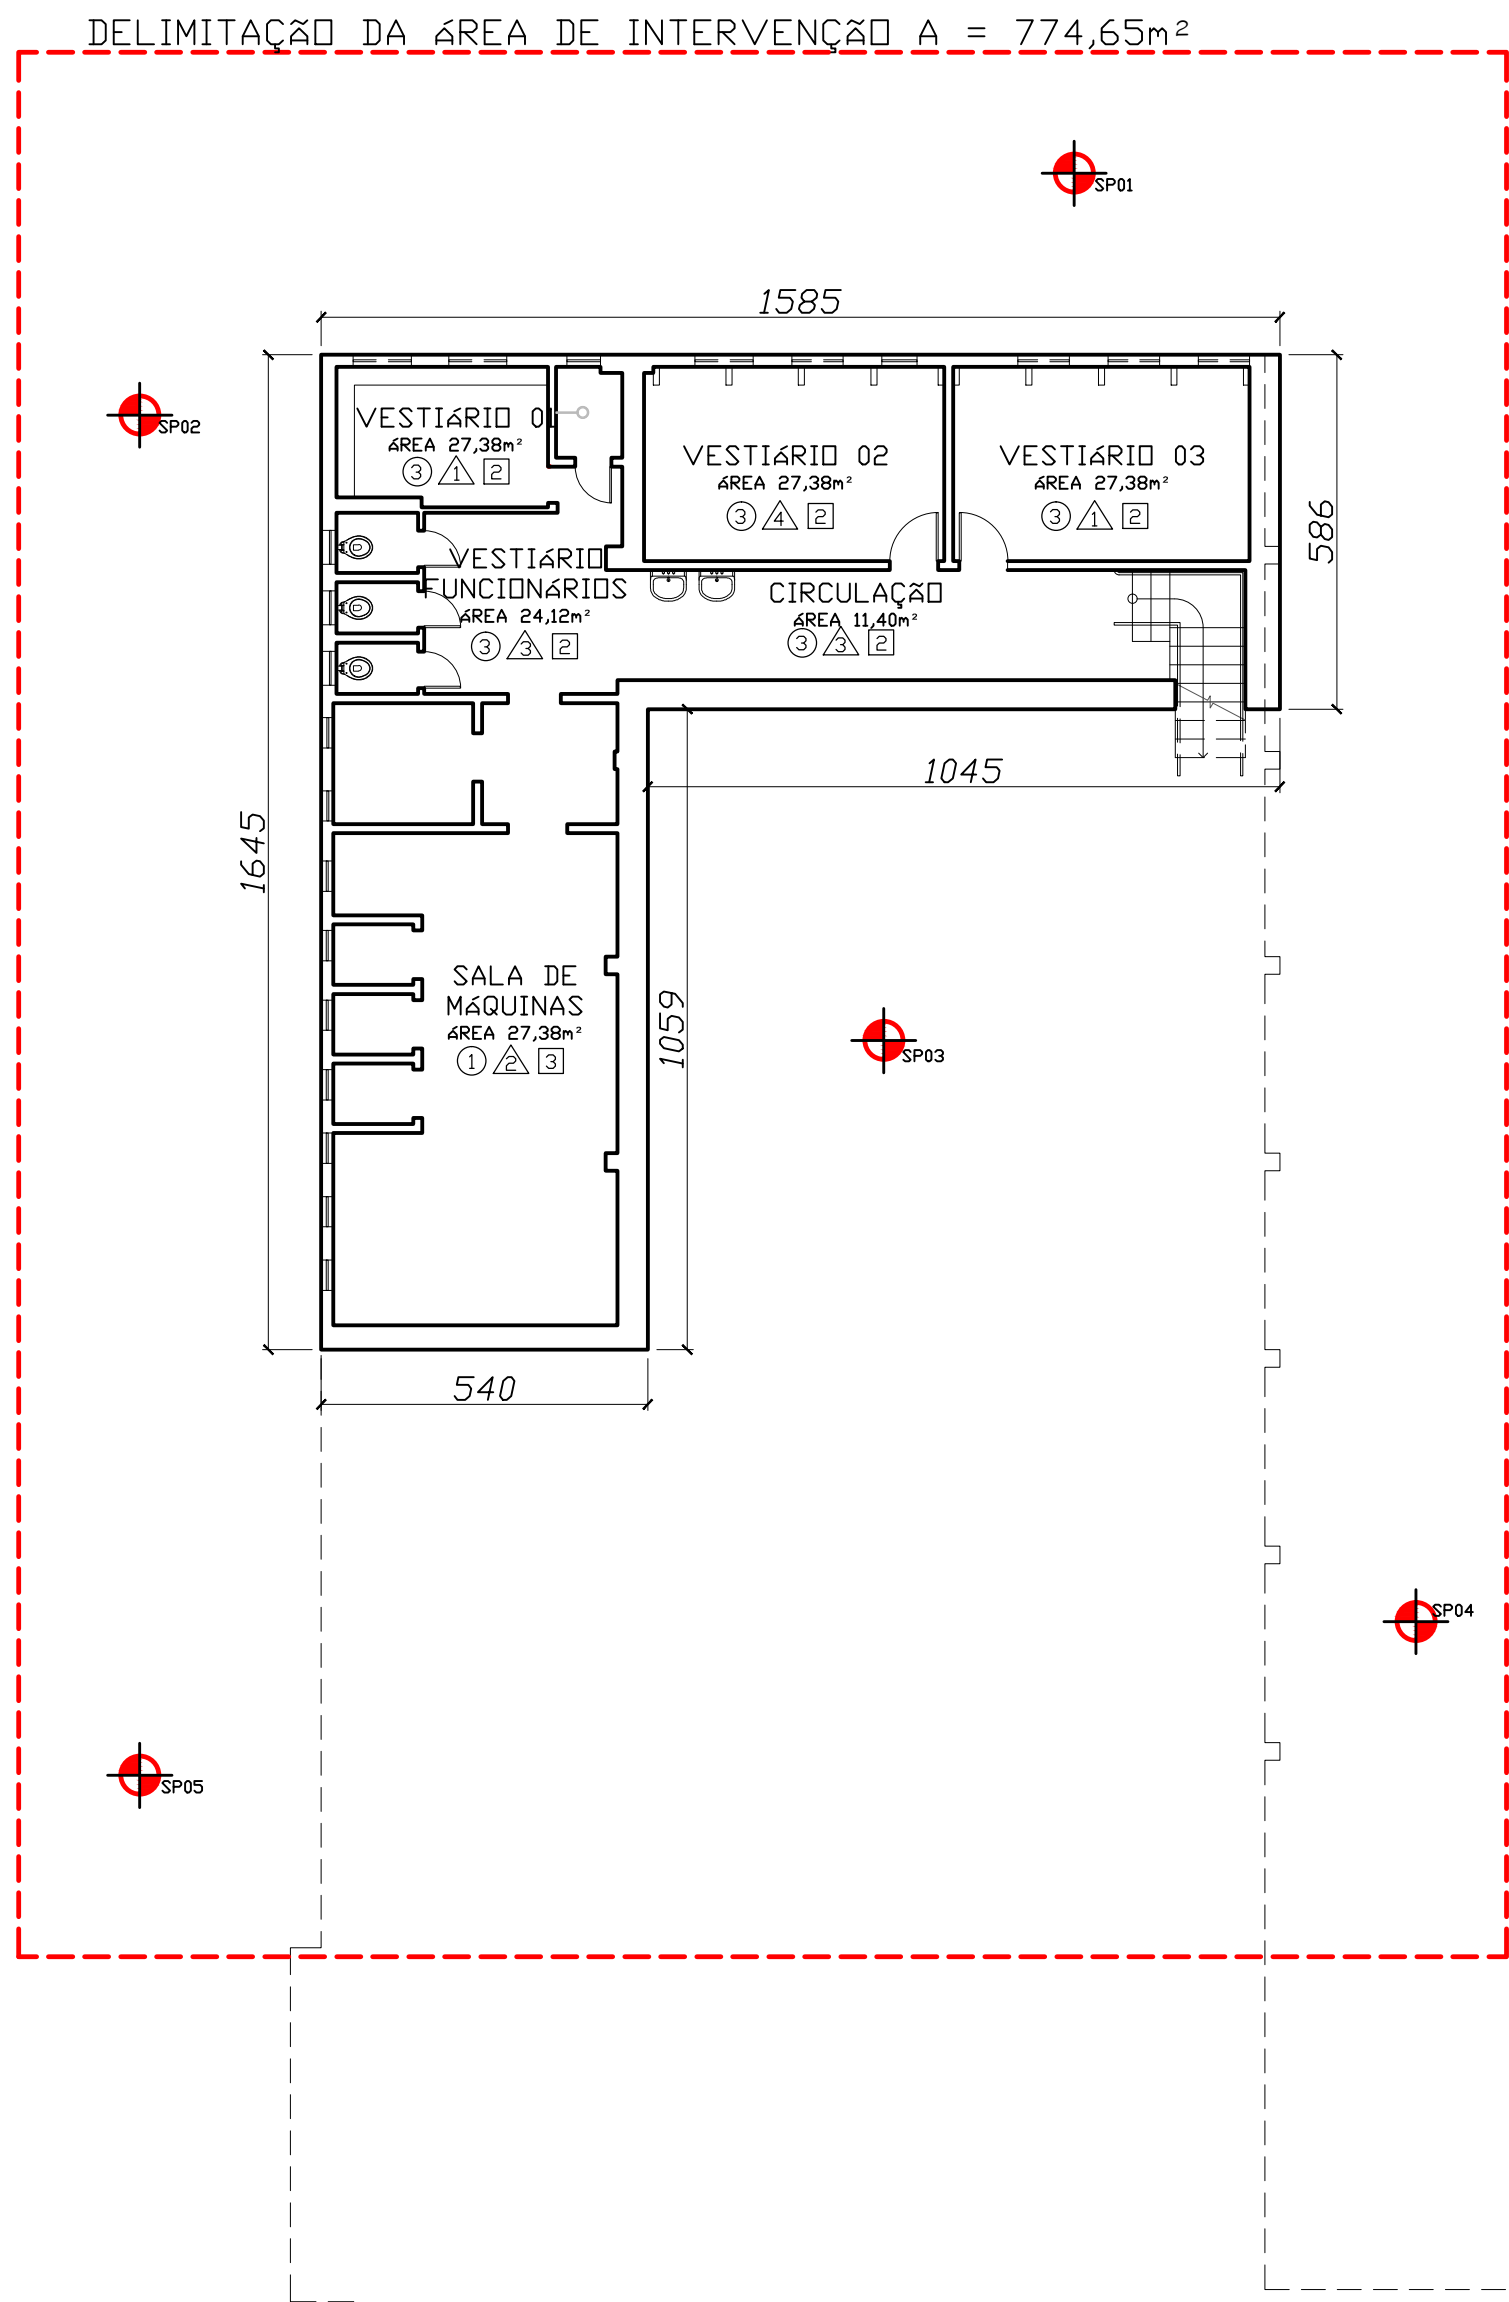 DELIMITAÇÃO DA ÁREA DE INTERVENÇÃO A = 774,65m²
SP01
1585
SP02
VESTIÁRIO 01
ÁREA 27,38m²
3 1 2
VESTIÁRIO 02
ÁREA 27,38m²
3 4 2
VESTIÁRIO 03
ÁREA 27,38m²
3 1 2
586
VESTIÁRIO
FUNCIONÁRIOS
ÁREA 24,12m²
3 3 2
CIRCULAÇÃO
ÁREA 11,40m²
3 3 2
1045
1645
SALA DE
MÁQUINAS
ÁREA 27,38m²
1 2 3
1059
SP03
540
SP04
SP05